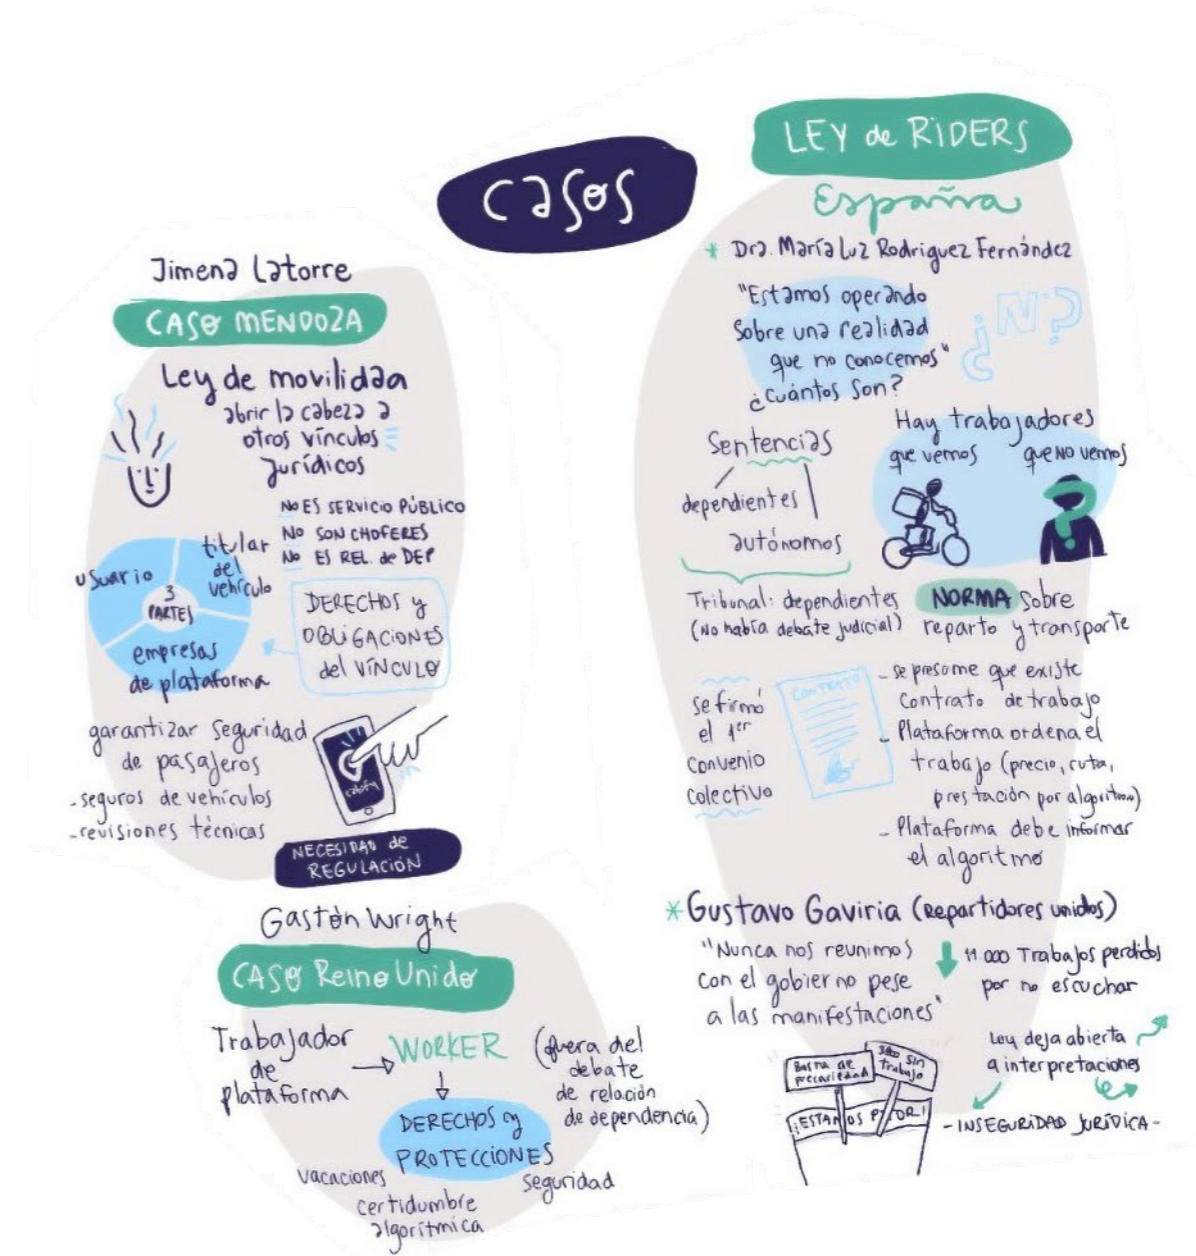 Casos
Jimena Latorre
CASO MENDOZA
Ley de movilidad
abrir la cabeza a
otros vínculos
Jurídicos
No ES SERVICIO PÚBLICO
No SON CHOFERES
No ES REL. de DEP
usuario
titular
del
vehículo
3
PARTES
empresas
de plataforma
DERECHOS y
OBLIGACIONES
del VÍNCULO
garantizar seguridad
de pasajeros
- seguros de vehículos
- revisiones técnicas
cabify
NECESIDAD de
REGULACIÓN
Gastón Wright
CASO Reino Unido
Trabajador
de
plataforma
WORKER
(fuera del
debate
de relación
de dependencia)
DERECHOS y
PROTECCIONES
vacaciones
certidumbre
algorítmica
seguridad
LEY de RIDERS
España
* Dra. María Luz Rodriguez Fernández
"Estamos operando
Sobre una realidad
que no conocemos"
¿Cuántos Son?
¿N°?
Sentencias
dependientes
autónomos
Hay trabajadores
que vemos
que NO vemos
?
Tribunal: dependientes
(No había debate judicial)
NORMA Sobre
reparto y transporte
se firmó
el 1er
Convenio
colectivo
CONTRATO
- se presume que existe
Contrato de trabajo
- Plataforma ordena el
trabajo (precio, ruta,
prestación por algoritmo)
- Plataforma debe informar
el algoritmo
* Gustavo Gaviria (Repartidores unidos)
"Nunca nos reunimos
con el gobierno pese
a las manifestaciones"
11.000 Trabajos perdidos
por no escuchar
Ley deja abierta
a interpretaciones
- INSEGURIDAD JURÍDICA -
Basta de
precariedad
sin
trabajo
¡ESTAMOS PEOR!